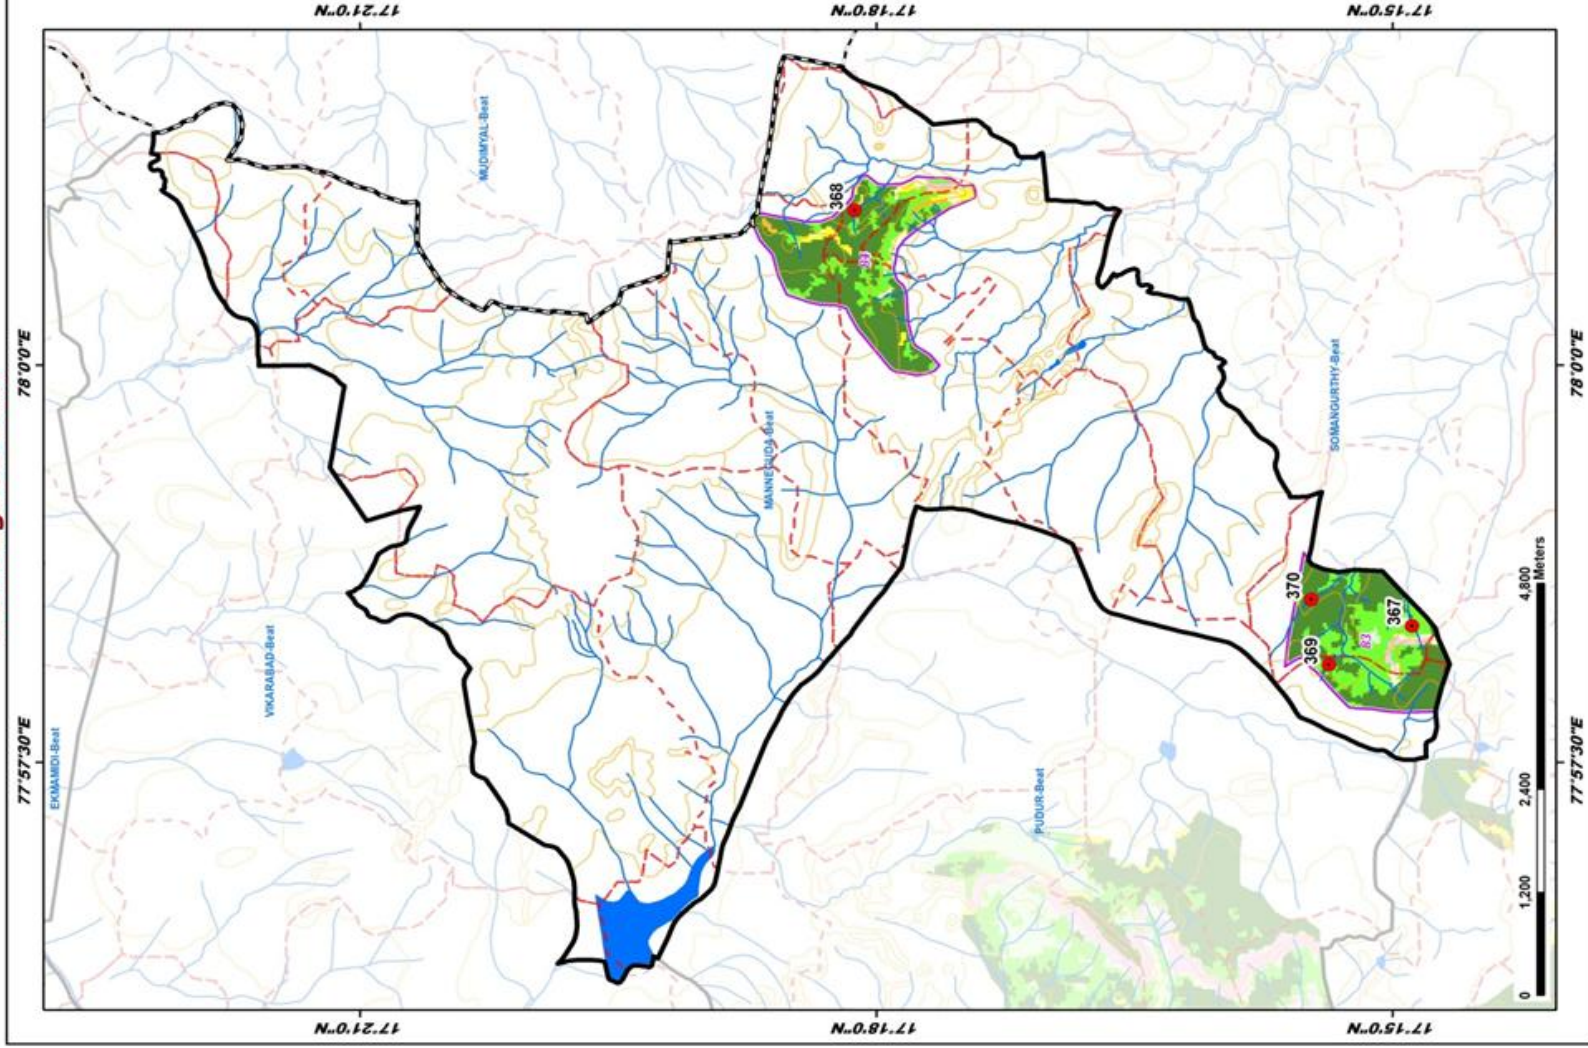 17°21'0"N
17°18'0"N
17°15'0"N
78°0'0"E
78°0'0"E
77°57'30"E
77°57'30"E
EKMAMIDI-Beat
VIKARABAD-Beat
MUDIMYAL-Beat
MANNEGUDA-Beat
PUDUR-Beat
SOMANGURTHY-Beat
368
84
370
369
367
83
0 1,200 2,400 4,800
Meters
17°21'0"N
17°18'0"N
17°15'0"N